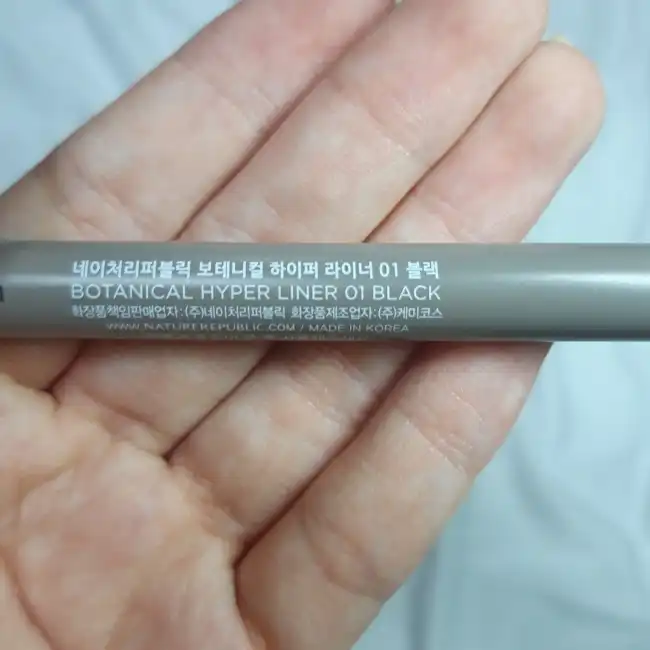 네이처리퍼블릭 보테니컬 하이퍼 라이너 01 블랙
BOTANICAL HYPER LINER 01 BLACK
화장품책임판매업자:(주)네이처리퍼블릭 화장품제조업자:(주)케미코스
WWW.NATUREREPUBLIC.COM / MADE IN KOREA